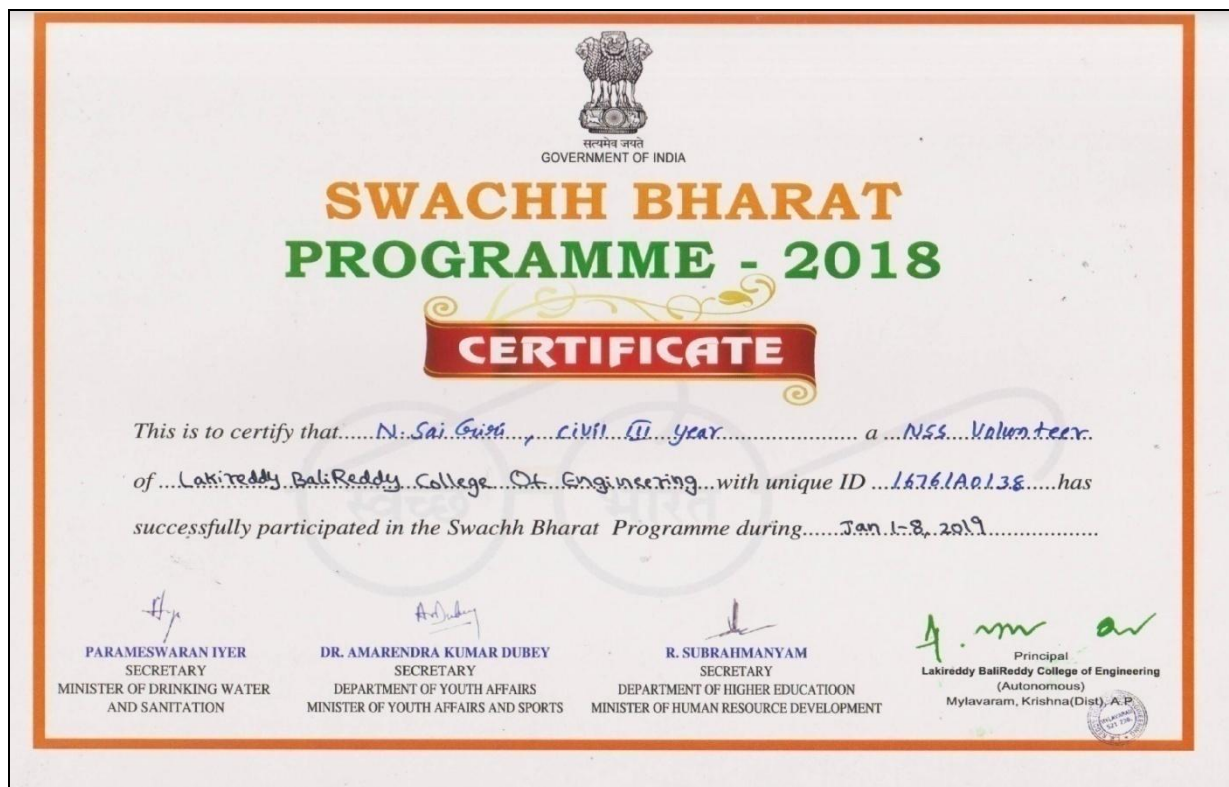 सत्यमेव जयते
GOVERNMENT OF INDIA
SWACHH BHARAT
PROGRAMME - 2018
CERTIFICATE
स्वच्छ भारत
This is to certify that..... N. Sai Giri , Civil III year ..................... a ... NSS Volunteer
of ... Lakireddy BaliReddy College Of Engineering ...with unique ID ... 16761A0138 .....has
successfully participated in the Swachh Bharat Programme during...... Jan 1-8, 2019 ...................
PARAMESWARAN IYER
SECRETARY
MINISTER OF DRINKING WATER
AND SANITATION
DR. AMARENDRA KUMAR DUBEY
SECRETARY
DEPARTMENT OF YOUTH AFFAIRS
MINISTER OF YOUTH AFFAIRS AND SPORTS
R. SUBRAHMANYAM
SECRETARY
DEPARTMENT OF HIGHER EDUCATIOON
MINISTER OF HUMAN RESOURCE DEVELOPMENT
Principal
Lakireddy BaliReddy College of Engineering
(Autonomous)
Mylavaram, Krishna(Dist), A.P